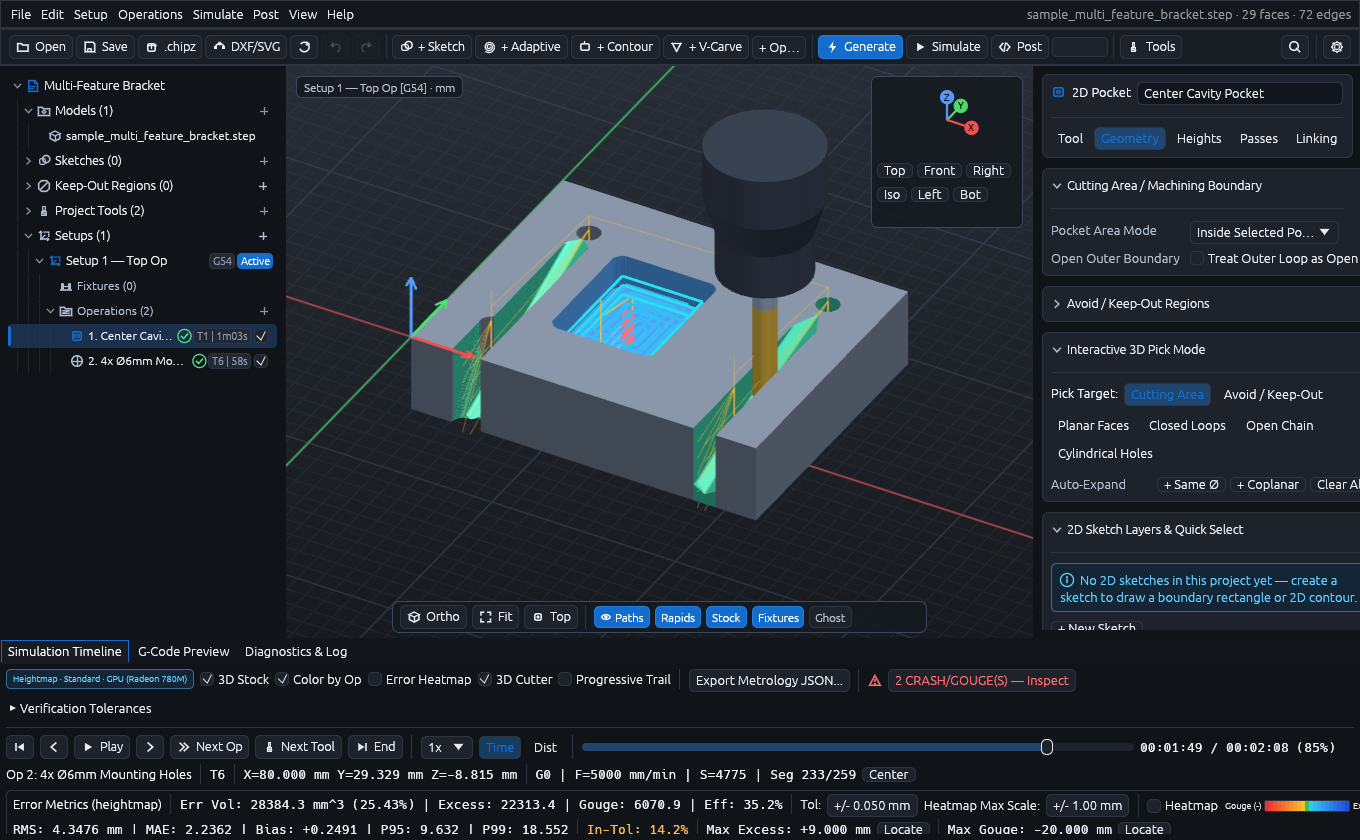 File Edit Setup Operations Simulate Post View Help
sample_multi_feature_bracket.step · 29 faces · 72 edges
Open Save .chipz DXF/SVG + Sketch + Adaptive + Contour + V-Carve + Op... Generate Simulate Post Tools
Multi-Feature Bracket
Models (1) +
sample_multi_feature_bracket.step
Sketches (0) +
Keep-Out Regions (0) +
Project Tools (2) +
Setups (1) +
Setup 1 — Top Op G54 Active
Fixtures (0)
Operations (2) +
1. Center Cavi... T1 | 1m03s
2. 4x Ø6mm Mo... T6 | 58s
Setup 1 — Top Op [G54] · mm
Z
Y
X
Top Front Right
Iso Left Bot
Ortho Fit Top Paths Rapids Stock Fixtures Ghost
2D Pocket Center Cavity Pocket
Tool Geometry Heights Passes Linking
Cutting Area / Machining Boundary
Pocket Area Mode Inside Selected Po...
Open Outer Boundary Treat Outer Loop as Open
Avoid / Keep-Out Regions
Interactive 3D Pick Mode
Pick Target: Cutting Area Avoid / Keep-Out
Planar Faces Closed Loops Open Chain
Cylindrical Holes
Auto-Expand + Same Ø + Coplanar Clear Al
2D Sketch Layers & Quick Select
No 2D sketches in this project yet — create a
sketch to draw a boundary rectangle or 2D contour.
+ New Sketch
Simulation Timeline G-Code Preview Diagnostics & Log
Heightmap · Standard · GPU (Radeon 780M) 3D Stock Color by Op Error Heatmap 3D Cutter Progressive Trail Export Metrology JSON... 2 CRASH/GOUGE(S) — Inspect
Verification Tolerances
Play Next Op Next Tool End 1x Time Dist 00:01:49 / 00:02:08 (85%)
Op 2: 4x Ø6mm Mounting Holes T6 X=80.000 mm Y=29.329 mm Z=-8.815 mm G0 | F=5000 mm/min | S=4775 | Seg 233/259 Center
Error Metrics (heightmap) Err Vol: 28384.3 mm^3 (25.43%) | Excess: 22313.4 | Gouge: 6070.9 | Eff: 35.2% Tol: +/- 0.050 mm Heatmap Max Scale: +/- 1.00 mm Heatmap Gouge (-) Ex
RMS: 4.3476 mm | MAE: 2.2362 | Bias: +0.2491 | P95: 9.632 | P99: 18.552 In-Tol: 14.2% Max Excess: +9.000 mm Locate Max Gouge: -20.000 mm Locate